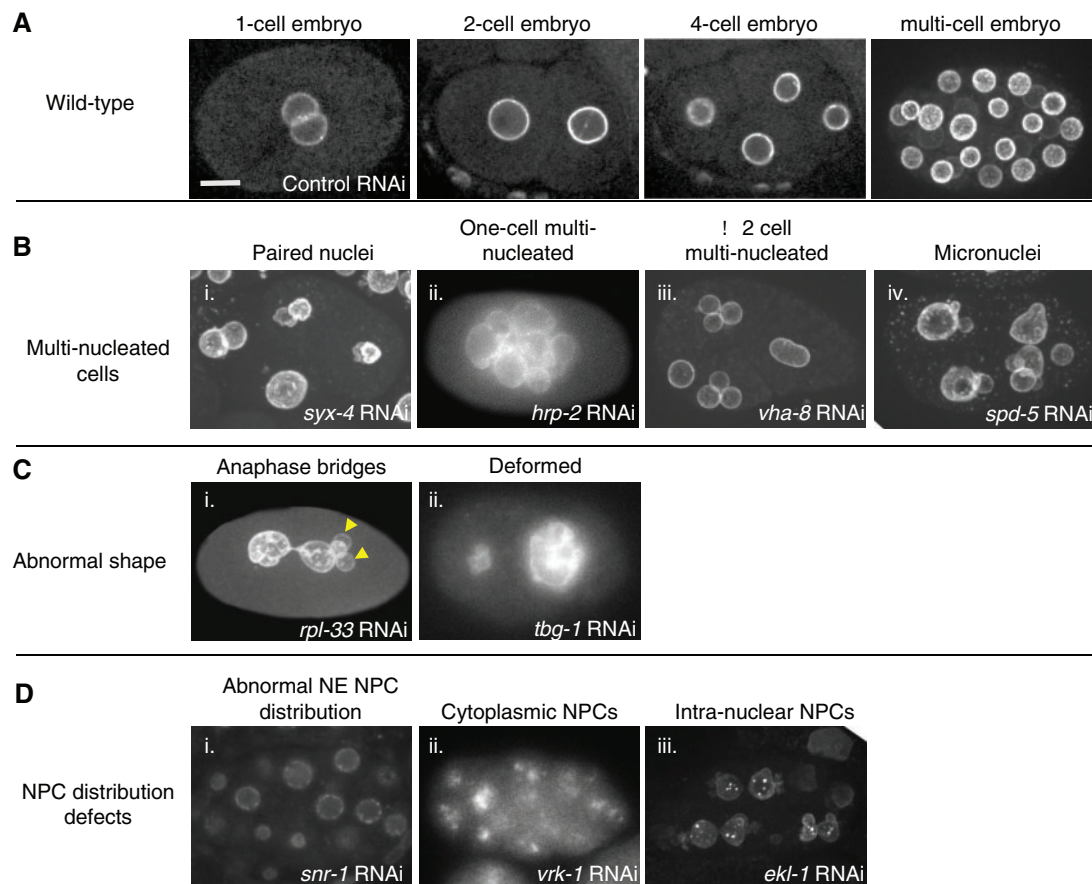 A
1-cell embryo
2-cell embryo
4-cell embryo
multi-cell embryo
Wild-type
Control RNAi
B
Paired nuclei
One-cell multi-
nucleated
! 2 cell
multi-nucleated
Micronuclei
Multi-nucleated
cells
i.
syx-4 RNAi
ii.
hrp-2 RNAi
iii.
vha-8 RNAi
iv.
spd-5 RNAi
C
Anaphase bridges
Deformed
Abnormal shape
i.
rpl-33 RNAi
ii.
tbg-1 RNAi
D
Abnormal NE NPC
distribution
Cytoplasmic NPCs
Intra-nuclear NPCs
NPC distribution
defects
i.
snr-1 RNAi
ii.
vrk-1 RNAi
iii.
ekl-1 RNAi